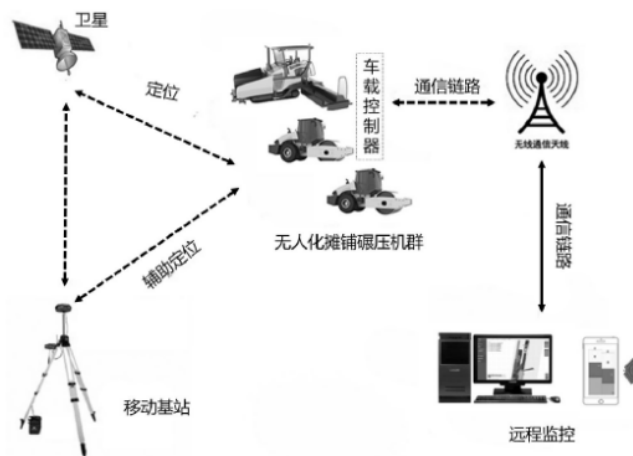 卫星
定位
车载控制器
通信链路
无线通信天线
无人化摊铺碾压机群
辅助定位
通信链路
移动基站
远程监控